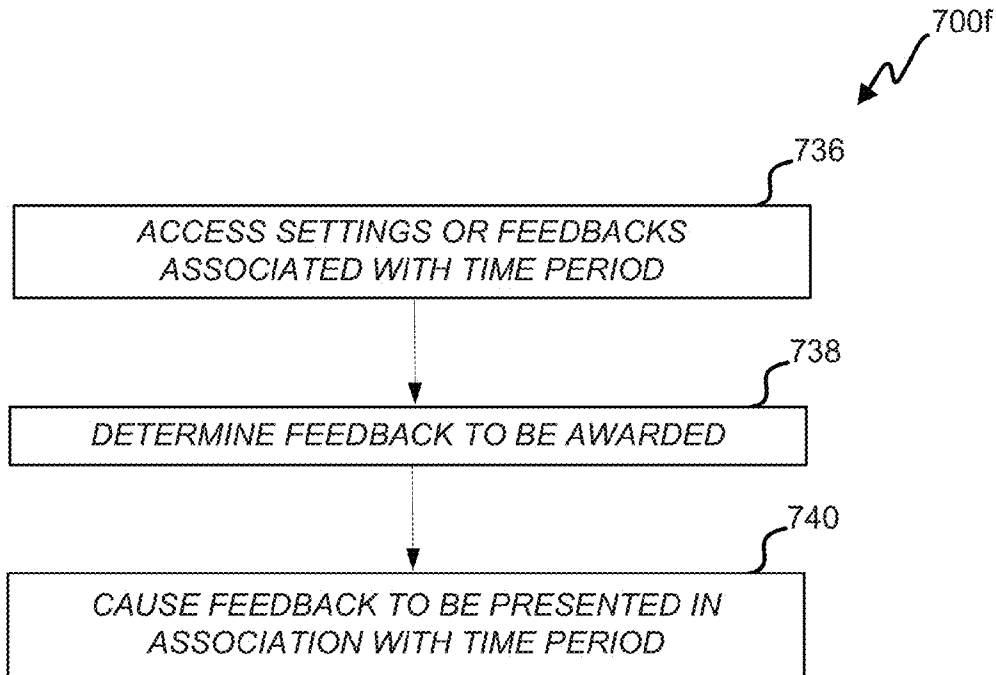 700f
736
ACCESS SETTINGS OR FEEDBACKS
ASSOCIATED WITH TIME PERIOD
738
DETERMINE FEEDBACK TO BE AWARDED
740
CAUSE FEEDBACK TO BE PRESENTED IN
ASSOCIATION WITH TIME PERIOD